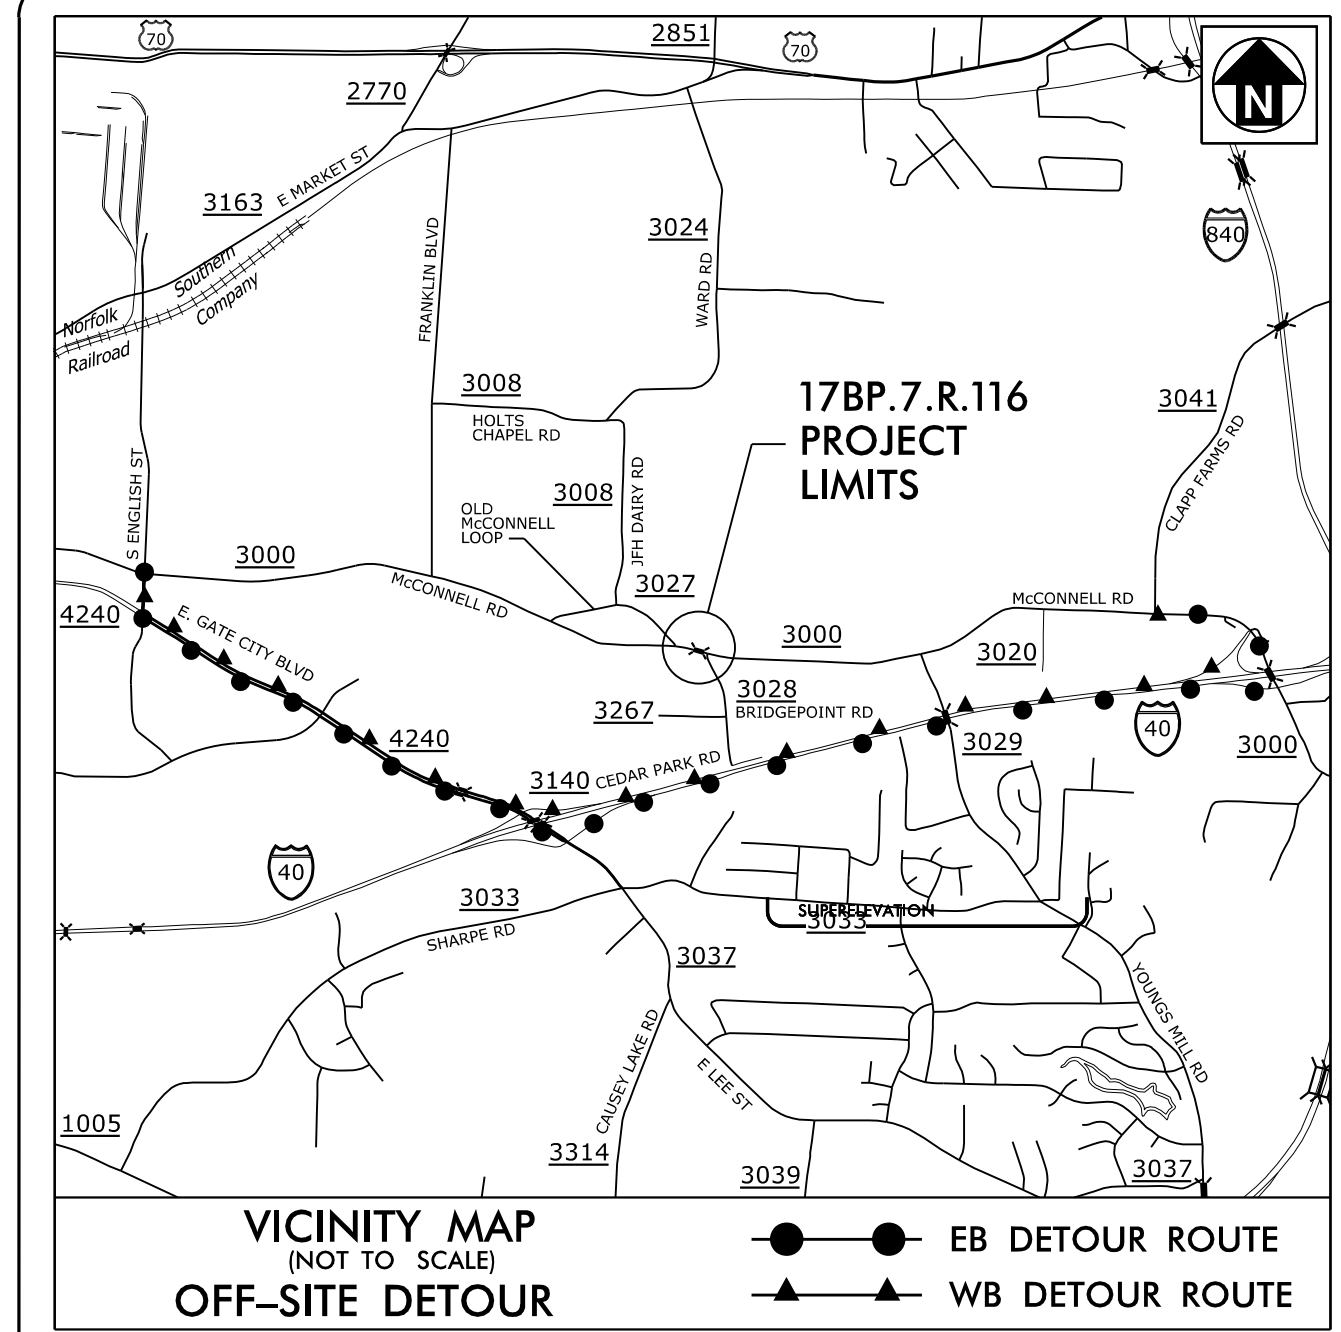 70
2851
70
2770
N
E MARKET ST
3163
3024
840
FRANKLIN BLVD
WARD RD
Southern
Company
Norfolk
Railroad
3008
HOLTS
CHAPEL RD
17BP.7.R.116
PROJECT
LIMITS
3041
CLAPP FARMS RD
S ENGLISH ST
3008
JFH DAIRY RD
OLD
McCONNELL
LOOP
3000
McCONNELL RD
3027
McCONNELL RD
4240
E. GATE CITY BLVD
3000
3020
3028
BRIDGEPOINT RD
3267
40
3029
3000
4240
3140
CEDAR PARK RD
40
3033
SHARPE RD
SUPERELEVATION
3033
3037
YOUNGS MILL RD
CAUSEY LAKE RD
E LEE ST
1005
3314
3039
3037
VICINITY MAP
(NOT TO SCALE)
OFF-SITE DETOUR
EB DETOUR ROUTE
WB DETOUR ROUTE